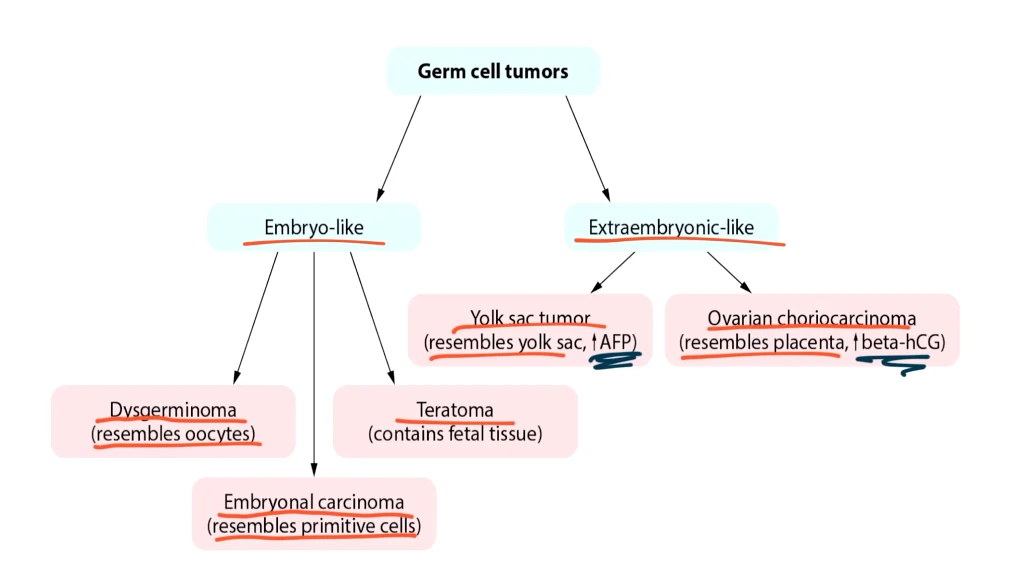 Germ cell tumors
Embryo-like
Extraembryonic-like
Yolk sac tumor
(resembles yolk sac, ↑AFP)
Ovarian choriocarcinoma
(resembles placenta, ↑beta-hCG)
Dysgerminoma
(resembles oocytes)
Teratoma
(contains fetal tissue)
Embryonal carcinoma
(resembles primitive cells)